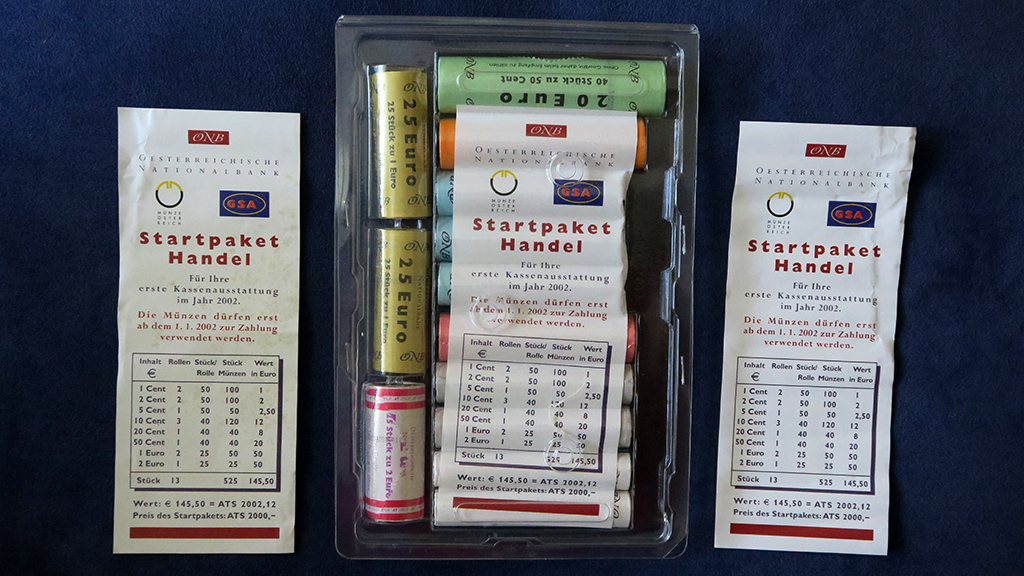 ONB
OESTERREICHISCHE
NATIONALBANK
MÜNZE
ÖSTER
REICH
GSA
Startpaket
Handel
Für Ihre
erste Kassenausstattung
im Jahr 2002.
Die Münzen dürfen erst
ab dem 1. 1. 2002 zur Zahlung
verwendet werden.
Inhalt Rollen Stück/ Stück Wert
€ Rolle Münzen in Euro
1 Cent 2 50 100 1
2 Cent 2 50 100 2
5 Cent 1 50 50 2,50
10 Cent 3 40 120 12
20 Cent 1 40 40 8
50 Cent 1 40 40 20
1 Euro 2 25 50 50
2 Euro 1 25 25 50
Stück 13 525 145,50
Wert: € 145,50 = ATS 2002,12
Preis des Startpakets: ATS 2000,–
ONB
25 Euro
25 Stück zu 1 Euro
ONB
25 Euro
25 Stück zu 1 Euro
ONB
25 Stück zu 2 Euro
ONB
20 Euro
40 Stück zu 50 Cent
ONB
ONB
OESTERREICHISCHE
NATIONALBANK
MÜNZE
ÖSTER
REICH
GSA
Startpaket
Handel
Für Ihre
erste Kassenausstattung
im Jahr 2002.
Die Münzen dürfen erst
ab dem 1. 1. 2002 zur Zahlung
verwendet werden.
Inhalt Rollen Stück/ Stück Wert
€ Rolle Münzen in Euro
1 Cent 2 50 100 1
2 Cent 2 50 100 2
5 Cent 1 50 50 2,50
10 Cent 3 40 120 12
20 Cent 1 40 40 8
50 Cent 1 40 40 20
1 Euro 2 25 50 50
2 Euro 1 25 25 50
Stück 13 525 145,50
Wert: € 145,50 = ATS 2002,12
Preis des Startpakets: ATS 2000,–
ONB
OESTERREICHISCHE
NATIONALBANK
MÜNZE
ÖSTER
REICH
GSA
Startpaket
Handel
Für Ihre
erste Kassenausstattung
im Jahr 2002.
Die Münzen dürfen erst
ab dem 1. 1. 2002 zur Zahlung
verwendet werden.
Inhalt Rollen Stück/ Stück Wert
€ Rolle Münzen in Euro
1 Cent 2 50 100 1
2 Cent 2 50 100 2
5 Cent 1 50 50 2,50
10 Cent 3 40 120 12
20 Cent 1 40 40 8
50 Cent 1 40 40 20
1 Euro 2 25 50 50
2 Euro 1 25 25 50
Stück 13 525 145,50
Wert: € 145,50 = ATS 2002,12
Preis des Startpakets: ATS 2000,–